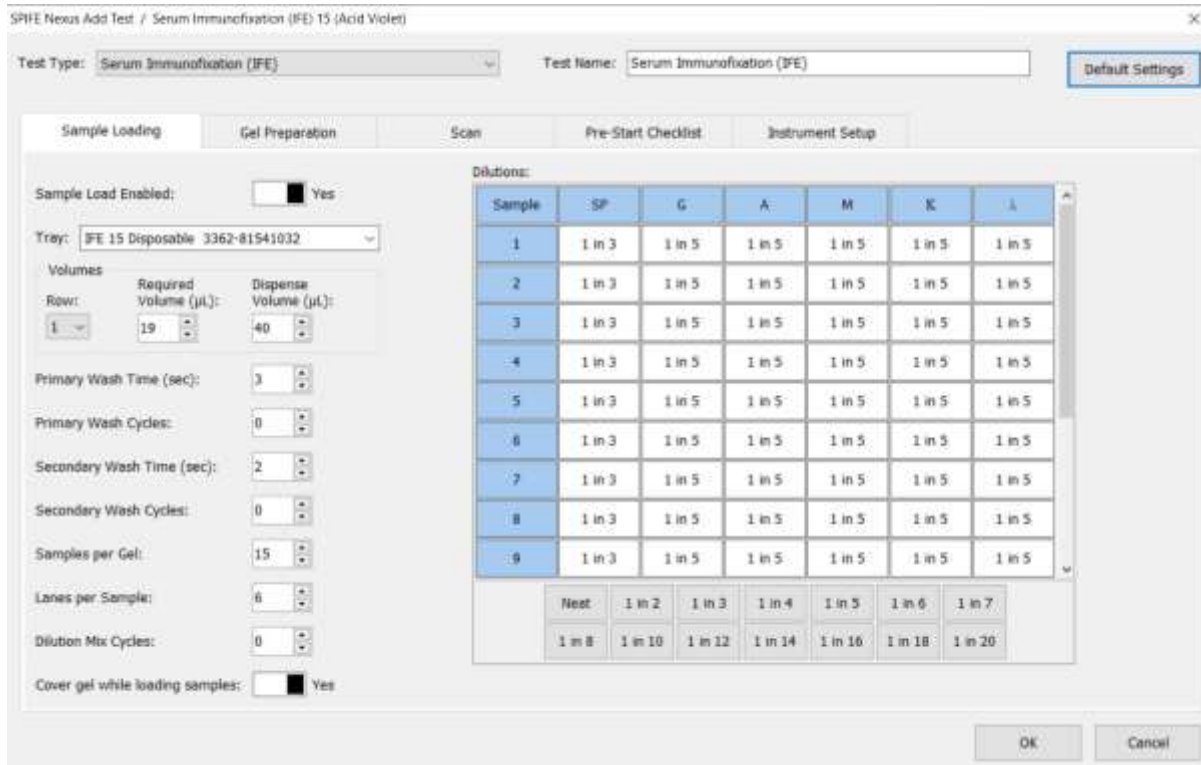 SPIFE Nexus Add Test / Serum Immunofixation (IFE) 15 (Acid Violet)
Test Type: Serum Immunofixation (IFE) Test Name: Serum Immunofixation (IFE) Default Settings
Sample Loading Gel Preparation Scan Pre-Start Checklist Instrument Setup
Sample Load Enabled: Yes
Tray: IFE 15 Disposable 3362-81541032
Volumes
Row: Required Volume (µL): Dispense Volume (µL):
1 19 40
Primary Wash Time (sec): 3
Primary Wash Cycles: 0
Secondary Wash Time (sec): 2
Secondary Wash Cycles: 0
Samples per Gel: 15
Lanes per Sample: 6
Dilution Mix Cycles: 0
Cover gel while loading samples: Yes
Dilutions:
Sample SP G A M K λ
1 1 in 3 1 in 5 1 in 5 1 in 5 1 in 5 1 in 5
2 1 in 3 1 in 5 1 in 5 1 in 5 1 in 5 1 in 5
3 1 in 3 1 in 5 1 in 5 1 in 5 1 in 5 1 in 5
4 1 in 3 1 in 5 1 in 5 1 in 5 1 in 5 1 in 5
5 1 in 3 1 in 5 1 in 5 1 in 5 1 in 5 1 in 5
6 1 in 3 1 in 5 1 in 5 1 in 5 1 in 5 1 in 5
7 1 in 3 1 in 5 1 in 5 1 in 5 1 in 5 1 in 5
8 1 in 3 1 in 5 1 in 5 1 in 5 1 in 5 1 in 5
9 1 in 3 1 in 5 1 in 5 1 in 5 1 in 5 1 in 5
Neat 1 in 2 1 in 3 1 in 4 1 in 5 1 in 6 1 in 7
1 in 8 1 in 10 1 in 12 1 in 14 1 in 16 1 in 18 1 in 20
OK Cancel